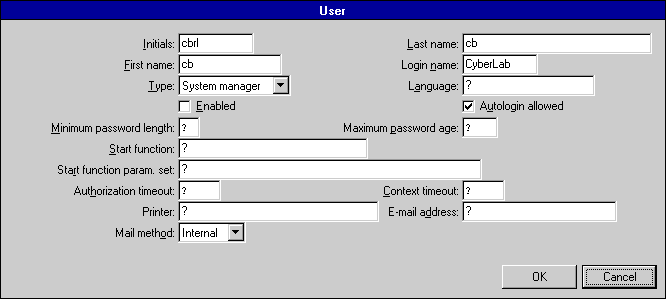 User
Initials: cbrl Last name: cb
First name: cb Login name: CyberLab
Type: System manager Language: ?
Enabled Autologin allowed
Minimum password length: ? Maximum password age: ?
Start function: ?
Start function param. set: ?
Authorization timeout: ? Context timeout: ?
Printer: ? E-mail address: ?
Mail method: Internal
OK Cancel